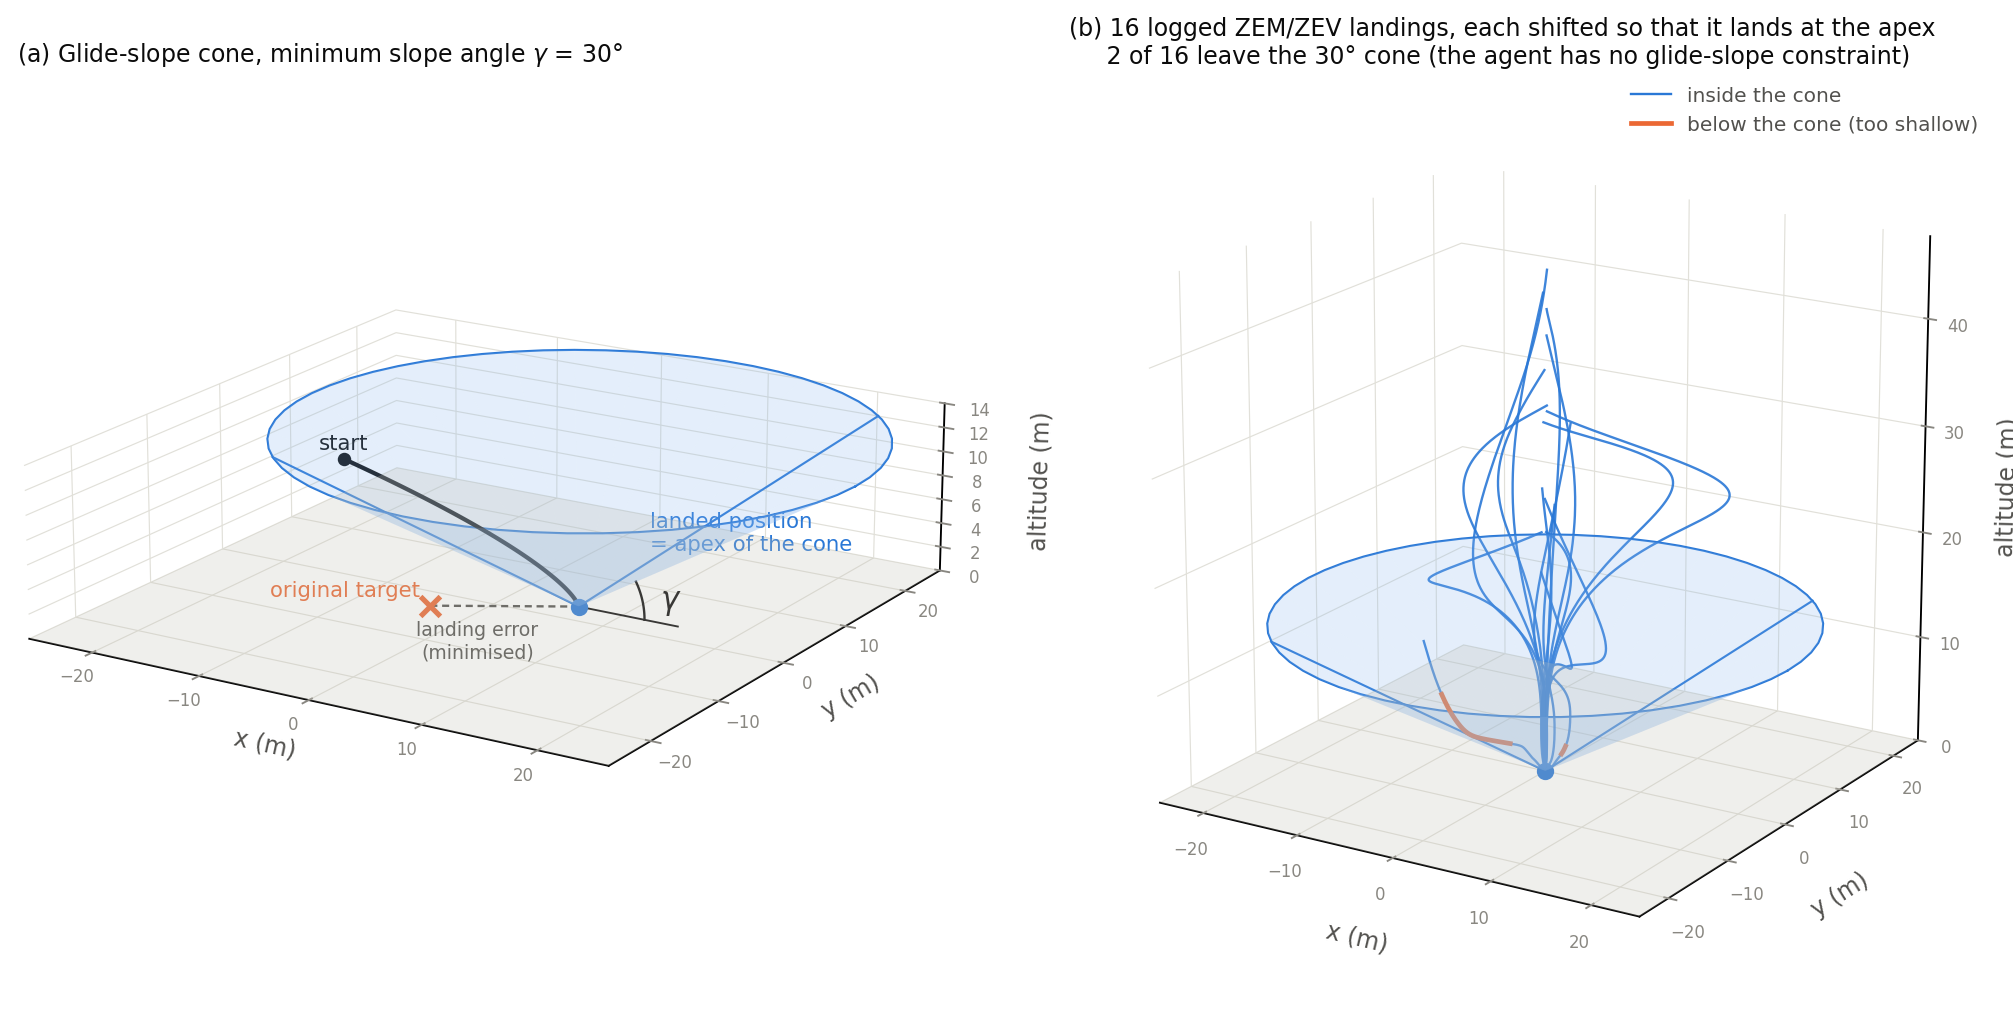 (a) Glide-slope cone, minimum slope angle γ = 30°
start
landed position
= apex of the cone
original target
landing error
(minimised)
γ
14
12
10
8
6
4
2
0
altitude (m)
−20
−10
0
10
20
x (m)
−20
−10
0
10
20
y (m)
(b) 16 logged ZEM/ZEV landings, each shifted so that it lands at the apex
2 of 16 leave the 30° cone (the agent has no glide-slope constraint)
inside the cone
below the cone (too shallow)
40
30
20
10
0
altitude (m)
−20
−10
0
10
20
x (m)
−20
−10
0
10
20
y (m)